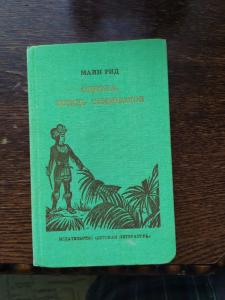 МАЙН РИД
ОЦЕОЛА,
ВОЖДЬ СЕМИНОЛОВ
ИЗДАТЕЛЬСТВО «ДЕТСКАЯ ЛИТЕРАТУРА»